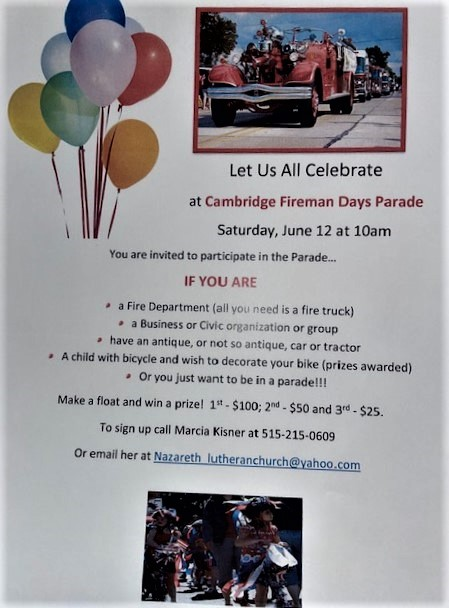 Let Us All Celebrate
at Cambridge Fireman Days Parade
Saturday, June 12 at 10am
You are invited to participate in the Parade...
IF YOU ARE
• a Fire Department (all you need is a fire truck)
• a Business or Civic organization or group
• have an antique, or not so antique, car or tractor
• A child with bicycle and wish to decorate your bike (prizes awarded)
• Or you just want to be in a parade!!!
Make a float and win a prize! 1st - $100; 2nd - $50 and 3rd - $25.
To sign up call Marcia Kisner at 515-215-0609
Or email her at Nazareth_lutheranchurch@yahoo.com